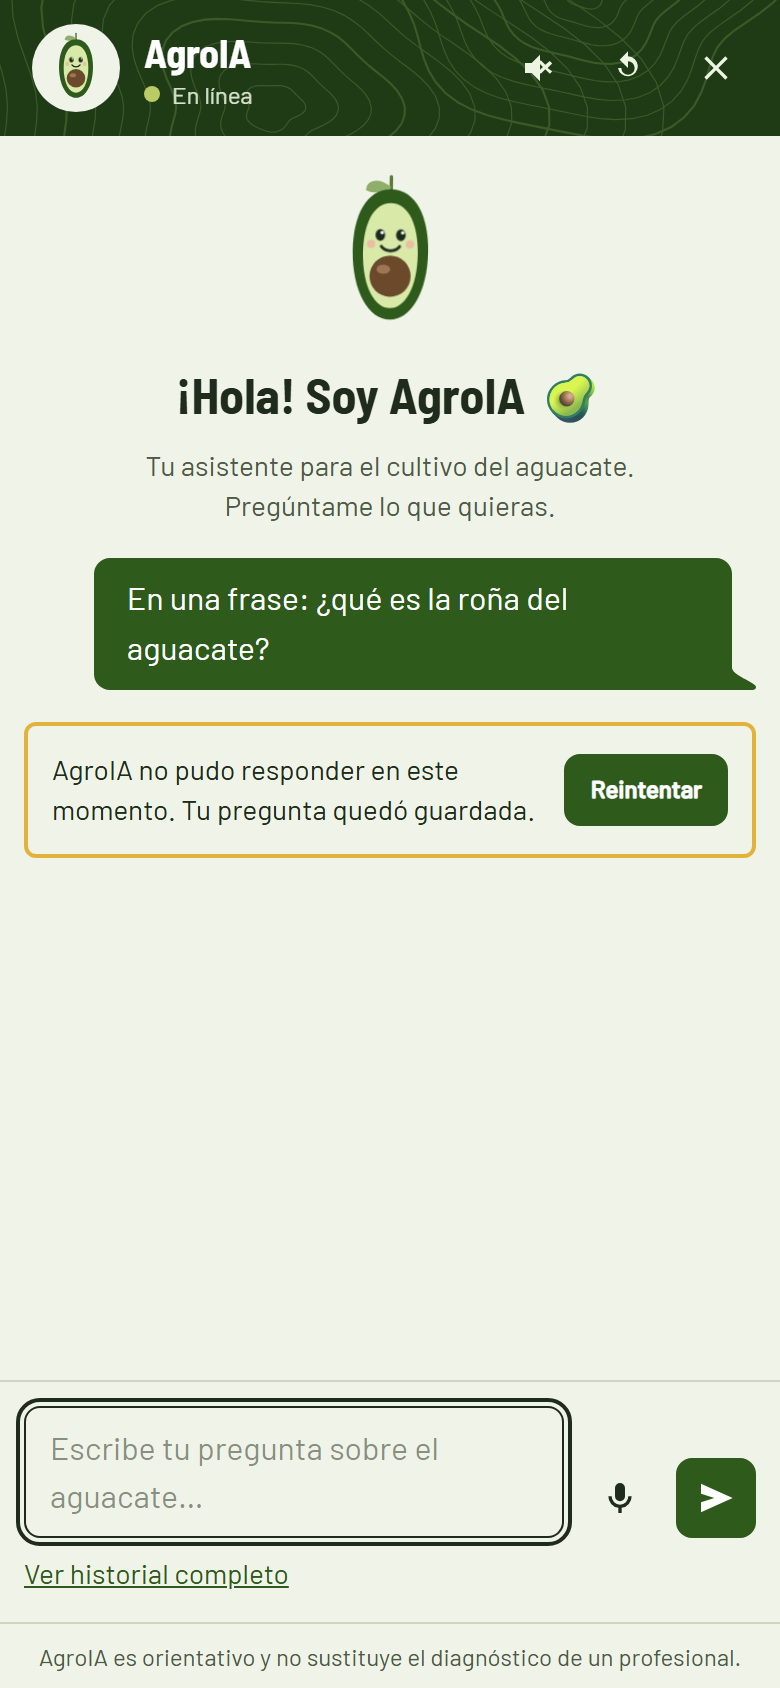 AgroIA
En línea
¡Hola! Soy AgroIA 🥑
Tu asistente para el cultivo del aguacate.
Pregúntame lo que quieras.
En una frase: ¿qué es la roña del
aguacate?
AgroIA no pudo responder en este
momento. Tu pregunta quedó guardada.
Reintentar
Escribe tu pregunta sobre el
aguacate...
Ver historial completo
AgroIA es orientativo y no sustituye el diagnóstico de un profesional.